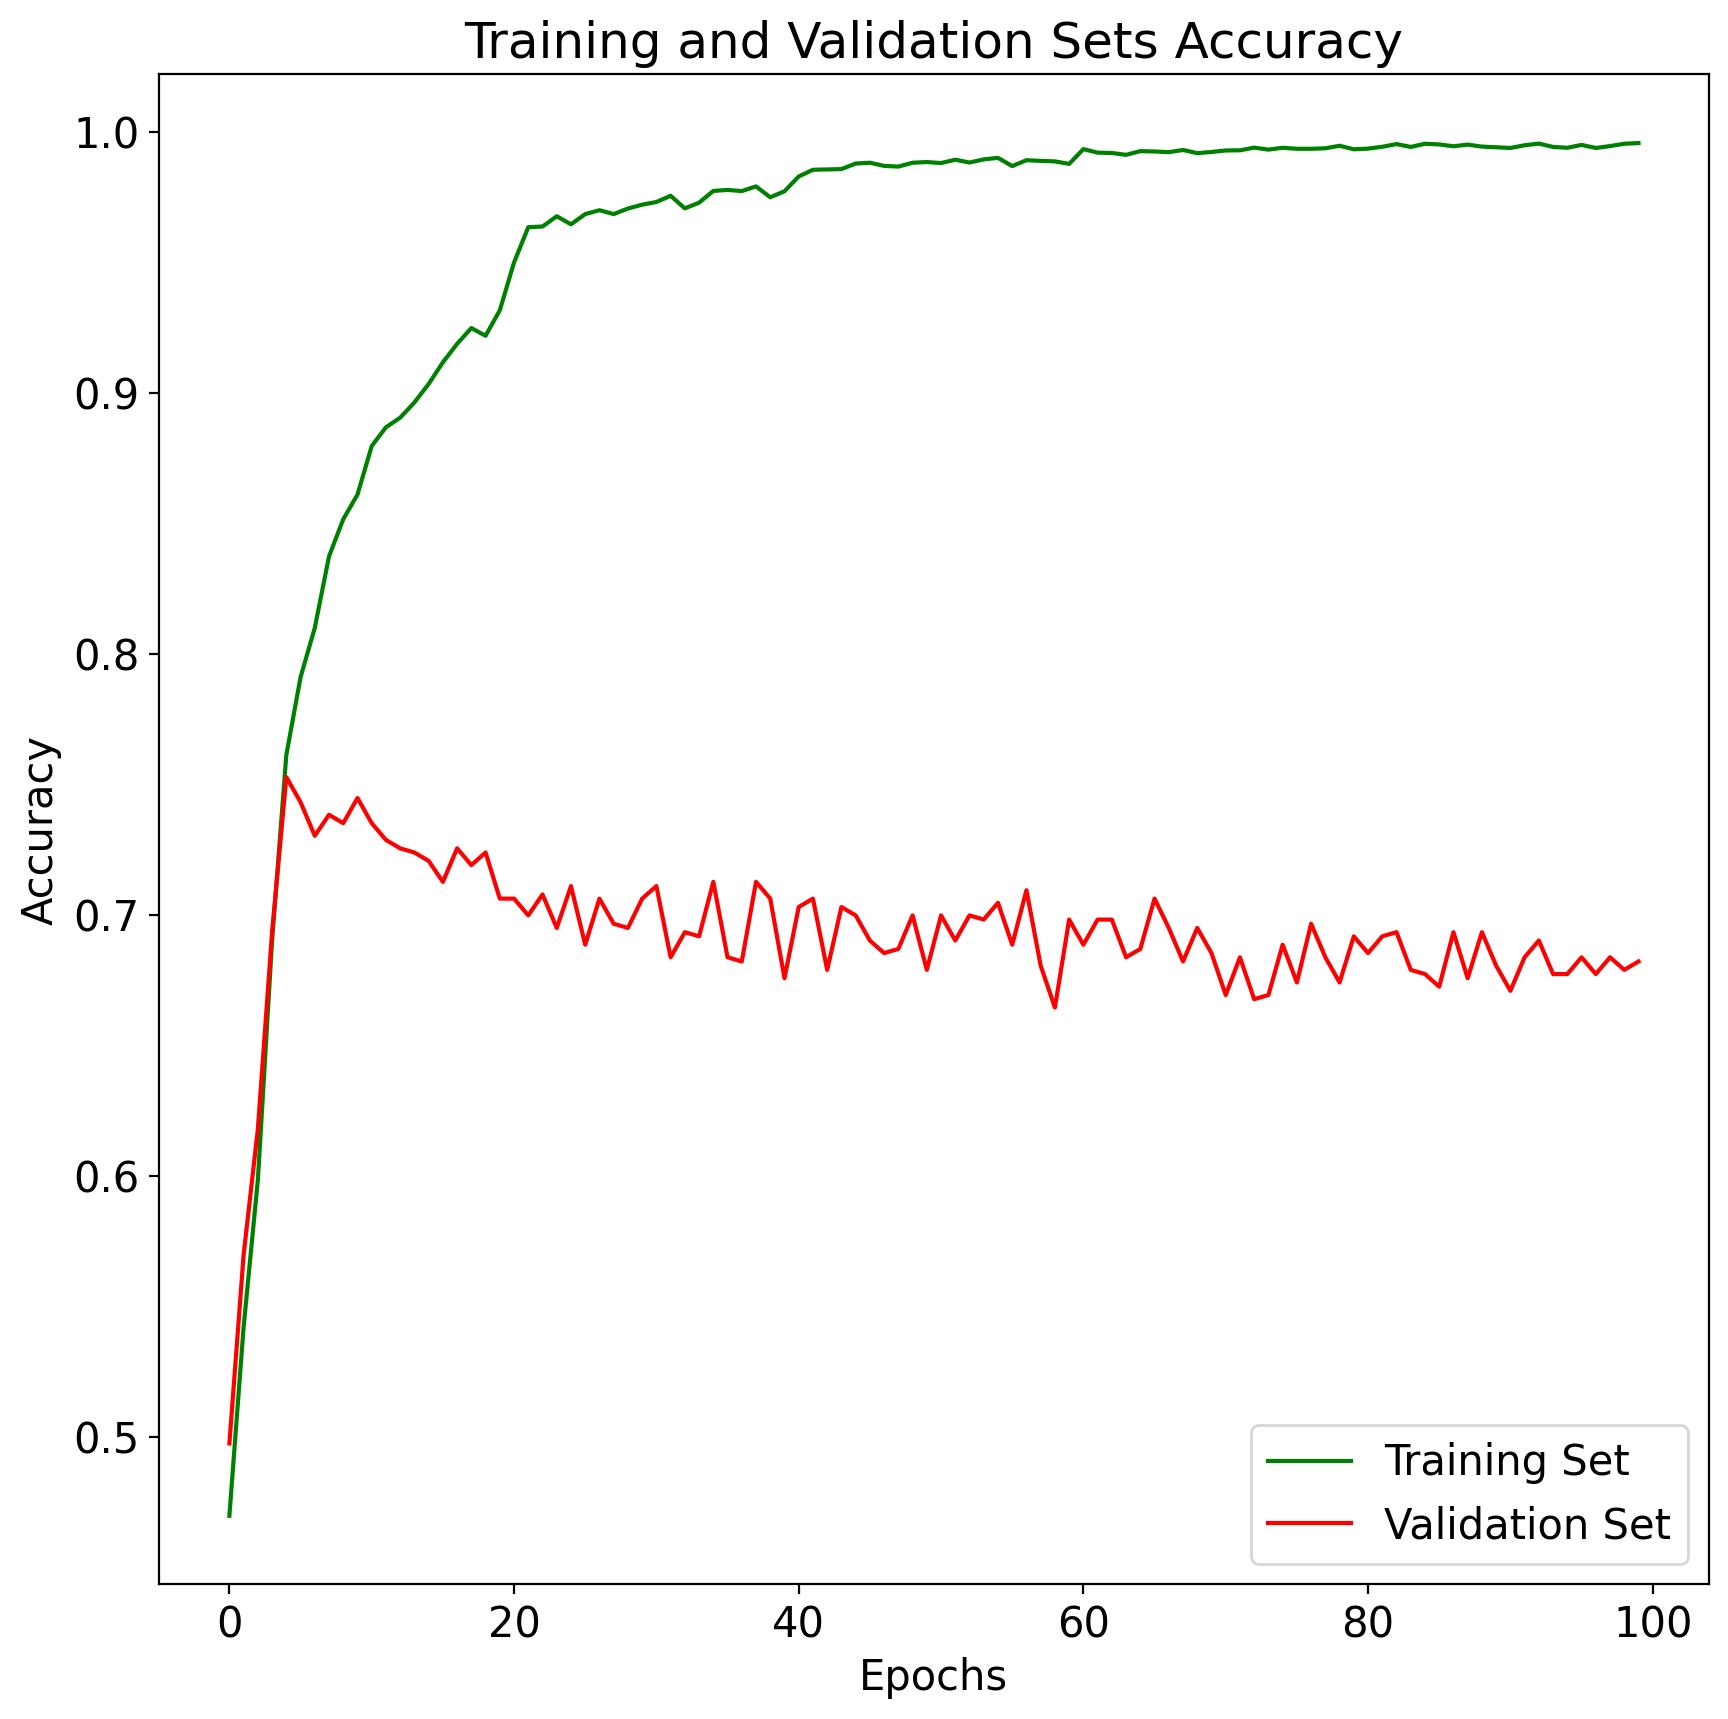 Training and Validation Sets Accuracy
1.0
0.9
0.8
0.7
0.6
0.5
Accuracy
Training Set
Validation Set
0 20 40 60 80 100
Epochs